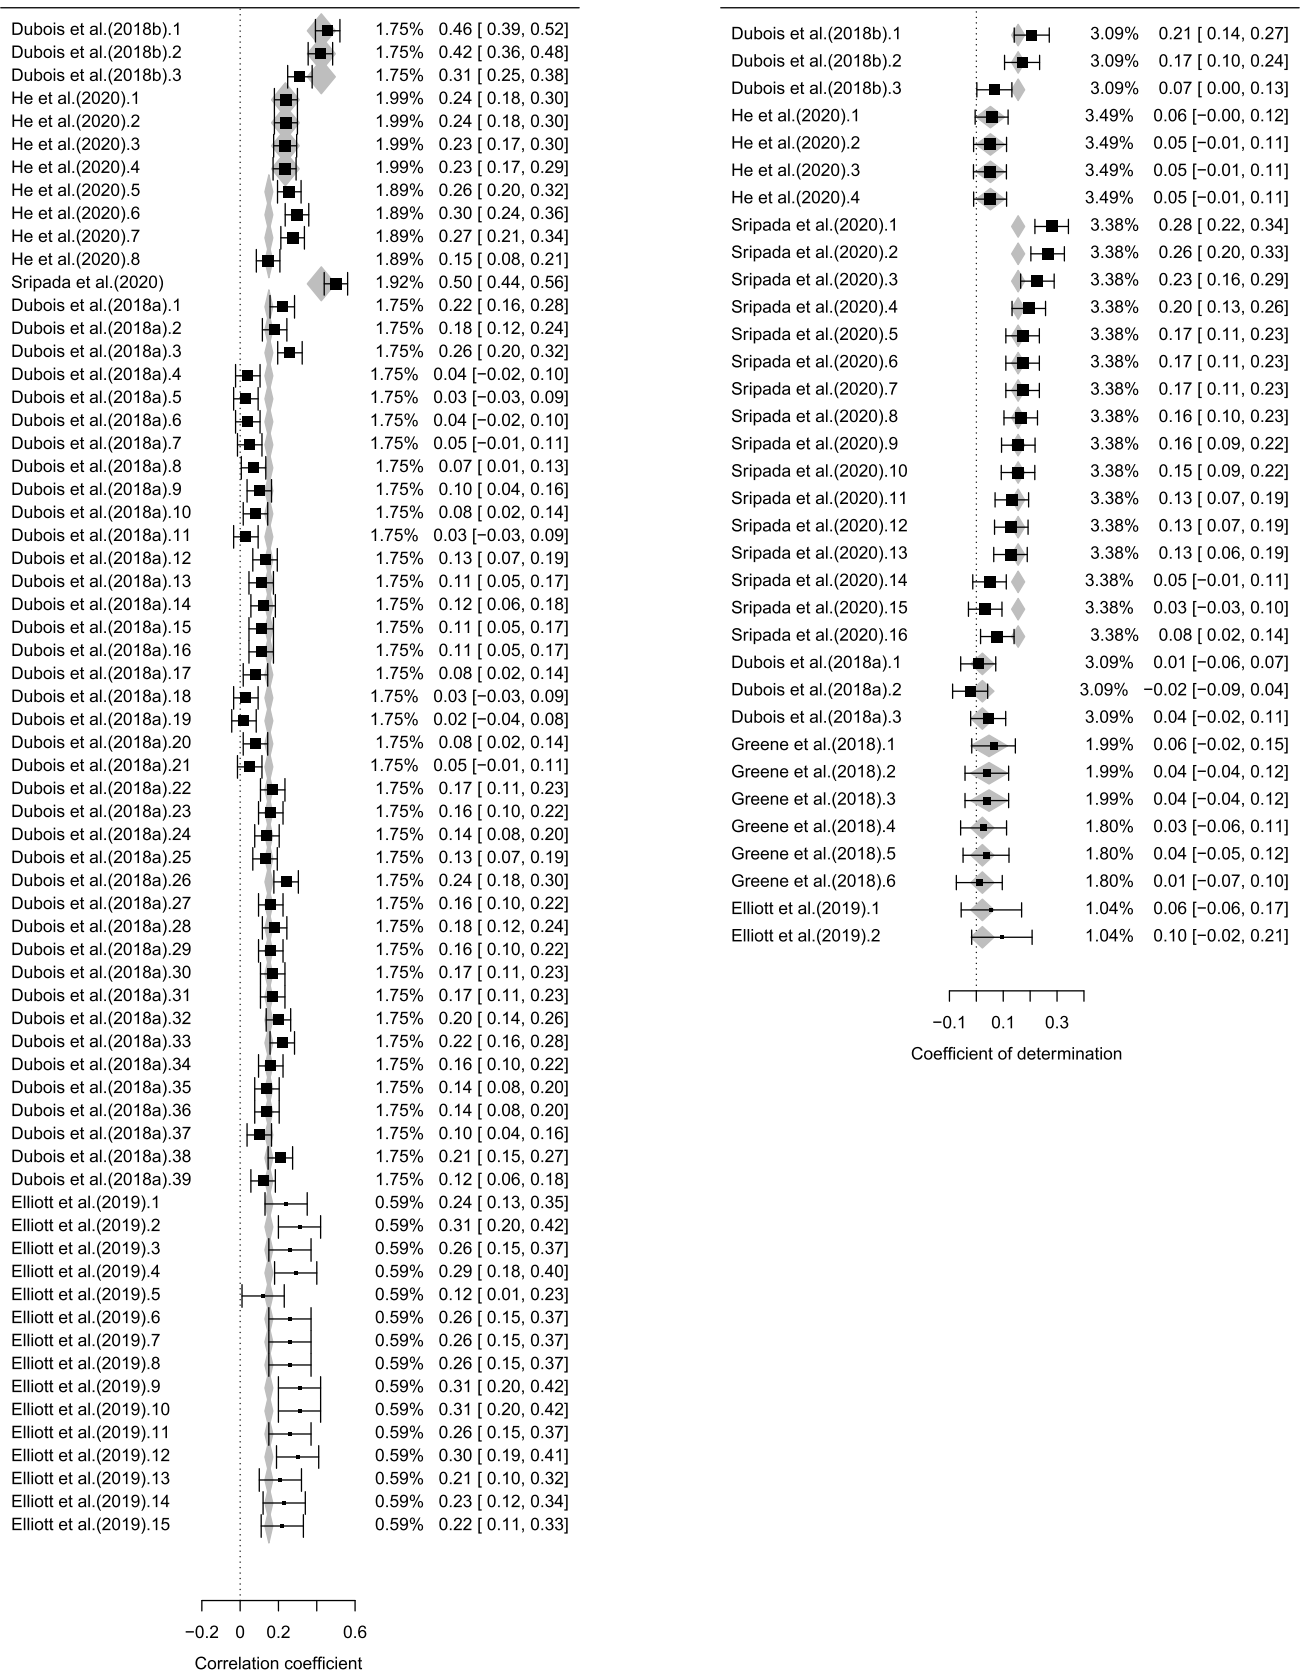 Dubois et al.(2018b).1 1.75% 0.46 [ 0.39, 0.52]
Dubois et al.(2018b).2 1.75% 0.42 [ 0.36, 0.48]
Dubois et al.(2018b).3 1.75% 0.31 [ 0.25, 0.38]
He et al.(2020).1 1.99% 0.24 [ 0.18, 0.30]
He et al.(2020).2 1.99% 0.24 [ 0.18, 0.30]
He et al.(2020).3 1.99% 0.23 [ 0.17, 0.30]
He et al.(2020).4 1.99% 0.23 [ 0.17, 0.29]
He et al.(2020).5 1.89% 0.26 [ 0.20, 0.32]
He et al.(2020).6 1.89% 0.30 [ 0.24, 0.36]
He et al.(2020).7 1.89% 0.27 [ 0.21, 0.34]
He et al.(2020).8 1.89% 0.15 [ 0.08, 0.21]
Sripada et al.(2020) 1.92% 0.50 [ 0.44, 0.56]
Dubois et al.(2018a).1 1.75% 0.22 [ 0.16, 0.28]
Dubois et al.(2018a).2 1.75% 0.18 [ 0.12, 0.24]
Dubois et al.(2018a).3 1.75% 0.26 [ 0.20, 0.32]
Dubois et al.(2018a).4 1.75% 0.04 [−0.02, 0.10]
Dubois et al.(2018a).5 1.75% 0.03 [−0.03, 0.09]
Dubois et al.(2018a).6 1.75% 0.04 [−0.02, 0.10]
Dubois et al.(2018a).7 1.75% 0.05 [−0.01, 0.11]
Dubois et al.(2018a).8 1.75% 0.07 [ 0.01, 0.13]
Dubois et al.(2018a).9 1.75% 0.10 [ 0.04, 0.16]
Dubois et al.(2018a).10 1.75% 0.08 [ 0.02, 0.14]
Dubois et al.(2018a).11 1.75% 0.03 [−0.03, 0.09]
Dubois et al.(2018a).12 1.75% 0.13 [ 0.07, 0.19]
Dubois et al.(2018a).13 1.75% 0.11 [ 0.05, 0.17]
Dubois et al.(2018a).14 1.75% 0.12 [ 0.06, 0.18]
Dubois et al.(2018a).15 1.75% 0.11 [ 0.05, 0.17]
Dubois et al.(2018a).16 1.75% 0.11 [ 0.05, 0.17]
Dubois et al.(2018a).17 1.75% 0.08 [ 0.02, 0.14]
Dubois et al.(2018a).18 1.75% 0.03 [−0.03, 0.09]
Dubois et al.(2018a).19 1.75% 0.02 [−0.04, 0.08]
Dubois et al.(2018a).20 1.75% 0.08 [ 0.02, 0.14]
Dubois et al.(2018a).21 1.75% 0.05 [−0.01, 0.11]
Dubois et al.(2018a).22 1.75% 0.17 [ 0.11, 0.23]
Dubois et al.(2018a).23 1.75% 0.16 [ 0.10, 0.22]
Dubois et al.(2018a).24 1.75% 0.14 [ 0.08, 0.20]
Dubois et al.(2018a).25 1.75% 0.13 [ 0.07, 0.19]
Dubois et al.(2018a).26 1.75% 0.24 [ 0.18, 0.30]
Dubois et al.(2018a).27 1.75% 0.16 [ 0.10, 0.22]
Dubois et al.(2018a).28 1.75% 0.18 [ 0.12, 0.24]
Dubois et al.(2018a).29 1.75% 0.16 [ 0.10, 0.22]
Dubois et al.(2018a).30 1.75% 0.17 [ 0.11, 0.23]
Dubois et al.(2018a).31 1.75% 0.17 [ 0.11, 0.23]
Dubois et al.(2018a).32 1.75% 0.20 [ 0.14, 0.26]
Dubois et al.(2018a).33 1.75% 0.22 [ 0.16, 0.28]
Dubois et al.(2018a).34 1.75% 0.16 [ 0.10, 0.22]
Dubois et al.(2018a).35 1.75% 0.14 [ 0.08, 0.20]
Dubois et al.(2018a).36 1.75% 0.14 [ 0.08, 0.20]
Dubois et al.(2018a).37 1.75% 0.10 [ 0.04, 0.16]
Dubois et al.(2018a).38 1.75% 0.21 [ 0.15, 0.27]
Dubois et al.(2018a).39 1.75% 0.12 [ 0.06, 0.18]
Elliott et al.(2019).1 0.59% 0.24 [ 0.13, 0.35]
Elliott et al.(2019).2 0.59% 0.31 [ 0.20, 0.42]
Elliott et al.(2019).3 0.59% 0.26 [ 0.15, 0.37]
Elliott et al.(2019).4 0.59% 0.29 [ 0.18, 0.40]
Elliott et al.(2019).5 0.59% 0.12 [ 0.01, 0.23]
Elliott et al.(2019).6 0.59% 0.26 [ 0.15, 0.37]
Elliott et al.(2019).7 0.59% 0.26 [ 0.15, 0.37]
Elliott et al.(2019).8 0.59% 0.26 [ 0.15, 0.37]
Elliott et al.(2019).9 0.59% 0.31 [ 0.20, 0.42]
Elliott et al.(2019).10 0.59% 0.31 [ 0.20, 0.42]
Elliott et al.(2019).11 0.59% 0.26 [ 0.15, 0.37]
Elliott et al.(2019).12 0.59% 0.30 [ 0.19, 0.41]
Elliott et al.(2019).13 0.59% 0.21 [ 0.10, 0.32]
Elliott et al.(2019).14 0.59% 0.23 [ 0.12, 0.34]
Elliott et al.(2019).15 0.59% 0.22 [ 0.11, 0.33]
−0.2 0 0.2 0.6
Correlation coefficient
Dubois et al.(2018b).1 3.09% 0.21 [ 0.14, 0.27]
Dubois et al.(2018b).2 3.09% 0.17 [ 0.10, 0.24]
Dubois et al.(2018b).3 3.09% 0.07 [ 0.00, 0.13]
He et al.(2020).1 3.49% 0.06 [−0.00, 0.12]
He et al.(2020).2 3.49% 0.05 [−0.01, 0.11]
He et al.(2020).3 3.49% 0.05 [−0.01, 0.11]
He et al.(2020).4 3.49% 0.05 [−0.01, 0.11]
Sripada et al.(2020).1 3.38% 0.28 [ 0.22, 0.34]
Sripada et al.(2020).2 3.38% 0.26 [ 0.20, 0.33]
Sripada et al.(2020).3 3.38% 0.23 [ 0.16, 0.29]
Sripada et al.(2020).4 3.38% 0.20 [ 0.13, 0.26]
Sripada et al.(2020).5 3.38% 0.17 [ 0.11, 0.23]
Sripada et al.(2020).6 3.38% 0.17 [ 0.11, 0.23]
Sripada et al.(2020).7 3.38% 0.17 [ 0.11, 0.23]
Sripada et al.(2020).8 3.38% 0.16 [ 0.10, 0.23]
Sripada et al.(2020).9 3.38% 0.16 [ 0.09, 0.22]
Sripada et al.(2020).10 3.38% 0.15 [ 0.09, 0.22]
Sripada et al.(2020).11 3.38% 0.13 [ 0.07, 0.19]
Sripada et al.(2020).12 3.38% 0.13 [ 0.07, 0.19]
Sripada et al.(2020).13 3.38% 0.13 [ 0.06, 0.19]
Sripada et al.(2020).14 3.38% 0.05 [−0.01, 0.11]
Sripada et al.(2020).15 3.38% 0.03 [−0.03, 0.10]
Sripada et al.(2020).16 3.38% 0.08 [ 0.02, 0.14]
Dubois et al.(2018a).1 3.09% 0.01 [−0.06, 0.07]
Dubois et al.(2018a).2 3.09% −0.02 [−0.09, 0.04]
Dubois et al.(2018a).3 3.09% 0.04 [−0.02, 0.11]
Greene et al.(2018).1 1.99% 0.06 [−0.02, 0.15]
Greene et al.(2018).2 1.99% 0.04 [−0.04, 0.12]
Greene et al.(2018).3 1.99% 0.04 [−0.04, 0.12]
Greene et al.(2018).4 1.80% 0.03 [−0.06, 0.11]
Greene et al.(2018).5 1.80% 0.04 [−0.05, 0.12]
Greene et al.(2018).6 1.80% 0.01 [−0.07, 0.10]
Elliott et al.(2019).1 1.04% 0.06 [−0.06, 0.17]
Elliott et al.(2019).2 1.04% 0.10 [−0.02, 0.21]
−0.1 0.1 0.3
Coefficient of determination